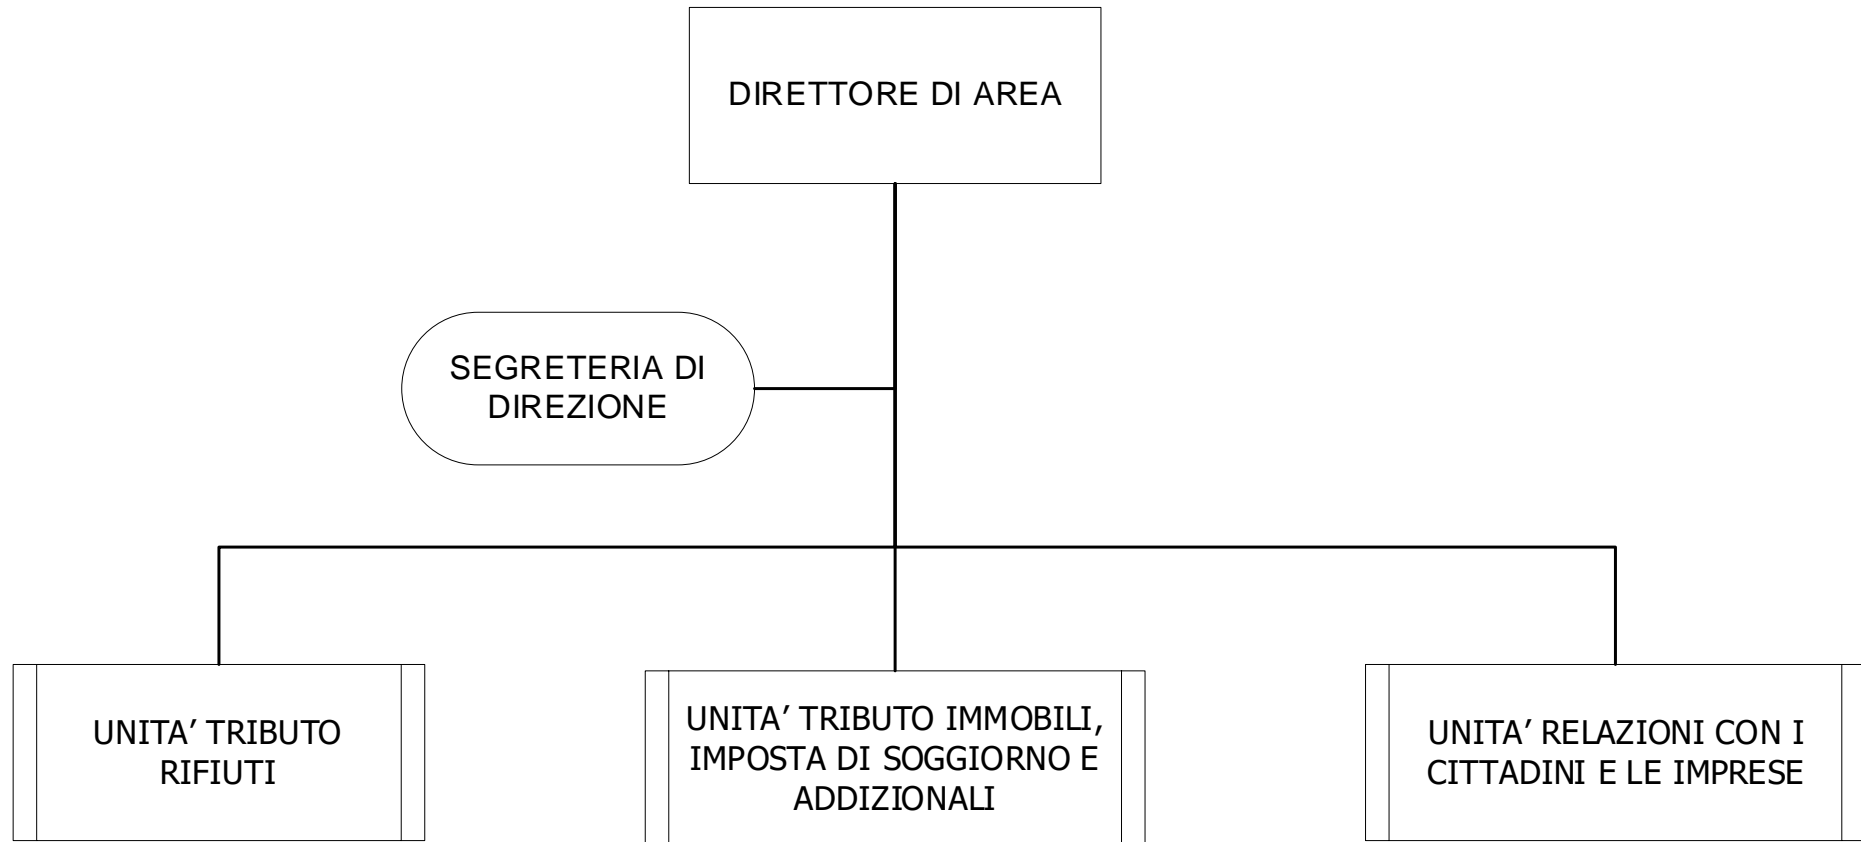 DIRETTORE DI AREA
SEGRETERIA DI
DIREZIONE
UNITA’ TRIBUTO
RIFIUTI
UNITA’ TRIBUTO IMMOBILI,
IMPOSTA DI SOGGIORNO E
ADDIZIONALI
UNITA’ RELAZIONI CON I
CITTADINI E LE IMPRESE